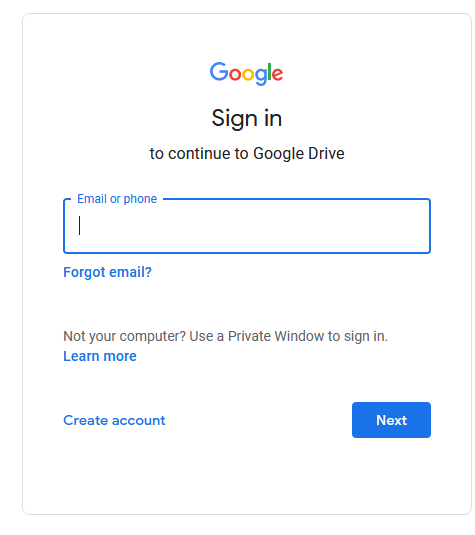 Google
Sign in
to continue to Google Drive
Email or phone
Forgot email?
Not your computer? Use a Private Window to sign in.
Learn more
Create account
Next